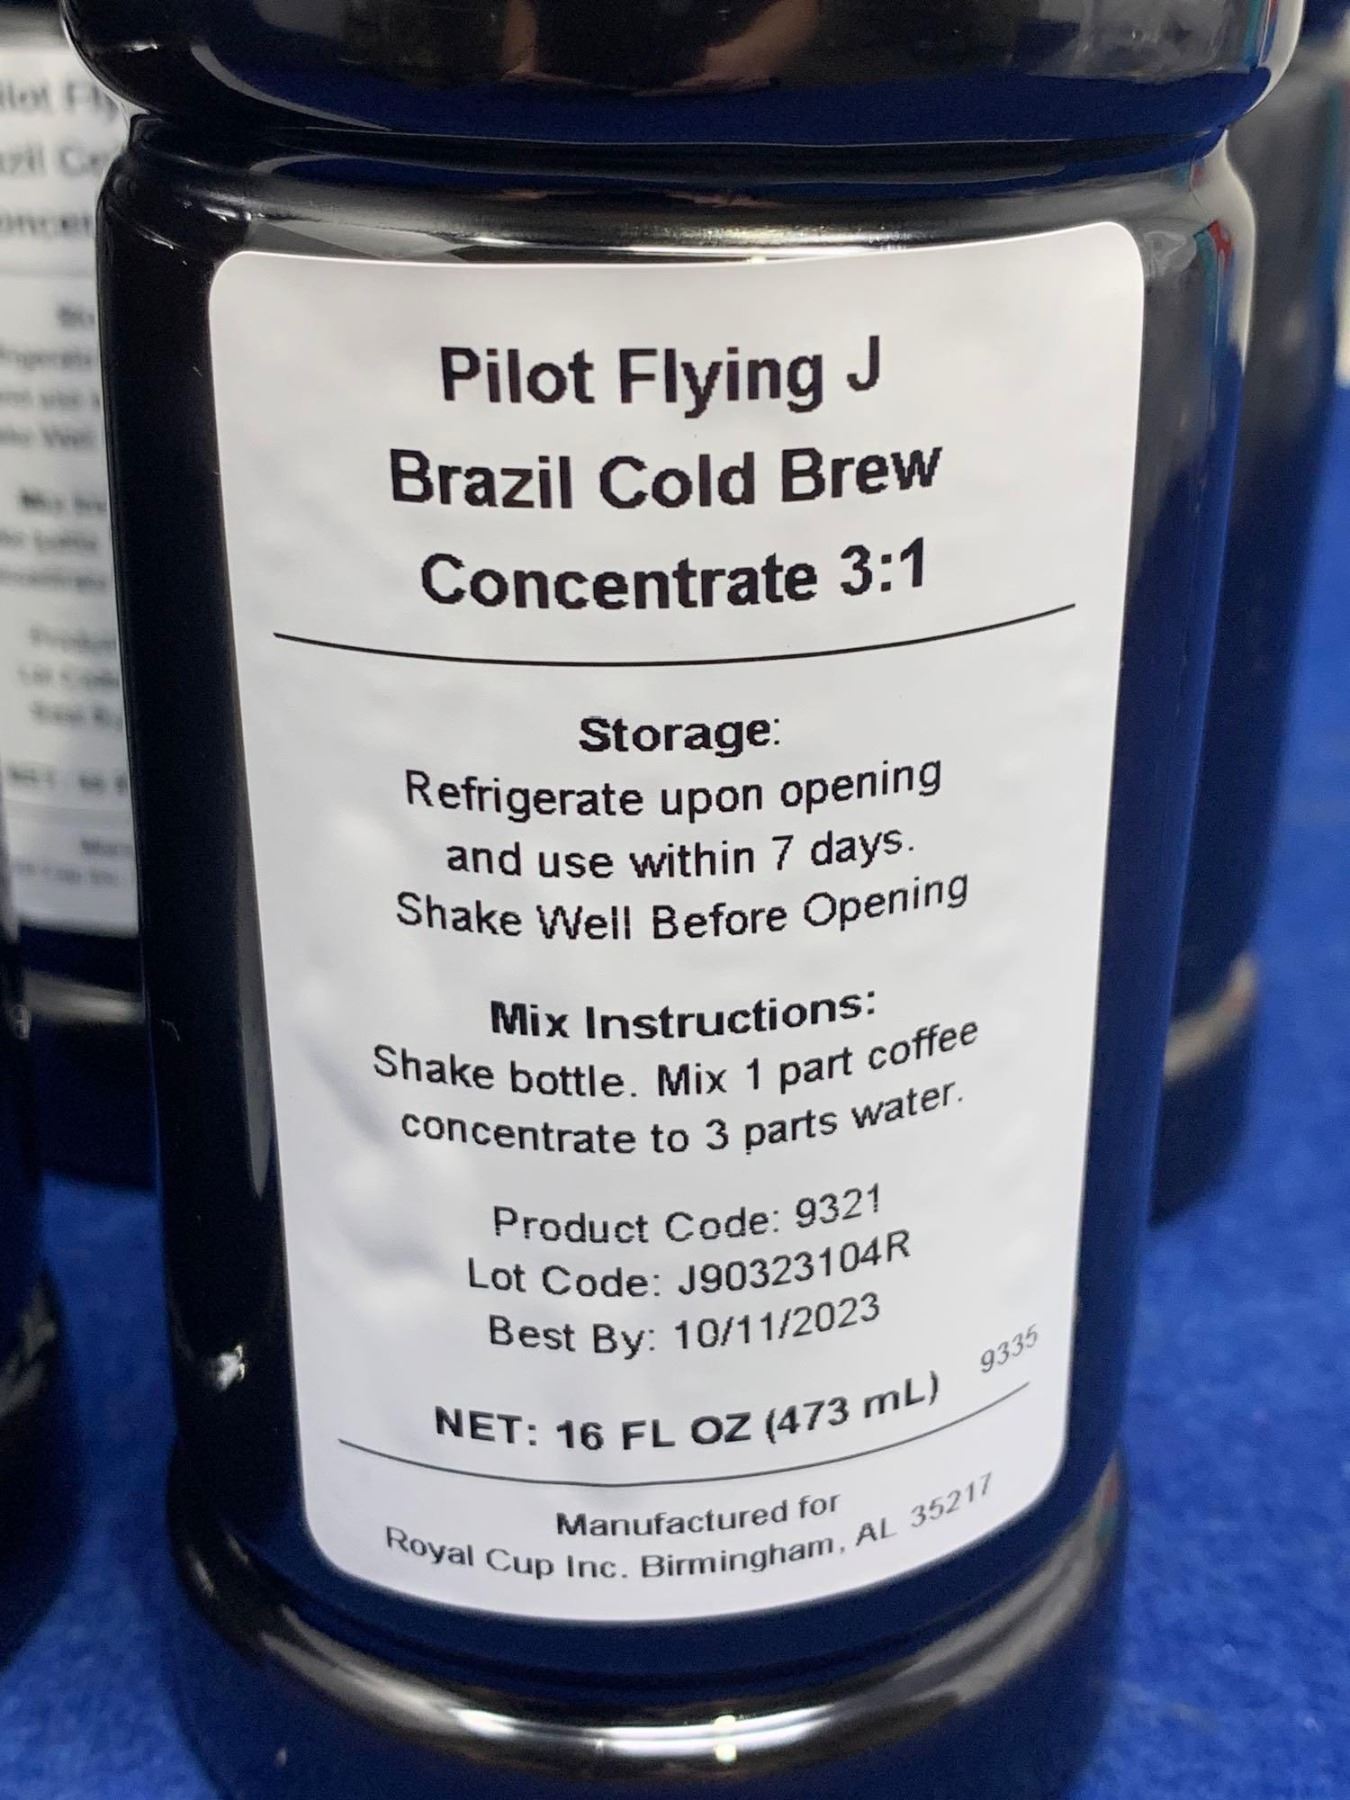 Pilot Flying J
Brazil Cold Brew
Concentrate 3:1
Storage:
Refrigerate upon opening
and use within 7 days.
Shake Well Before Opening
Mix Instructions:
Shake bottle. Mix 1 part coffee
concentrate to 3 parts water.
Product Code: 9321
Lot Code: J90323104R
Best By: 10/11/2023
9335
NET: 16 FL OZ (473 mL)
Manufactured for
Royal Cup Inc. Birmingham, AL 35217